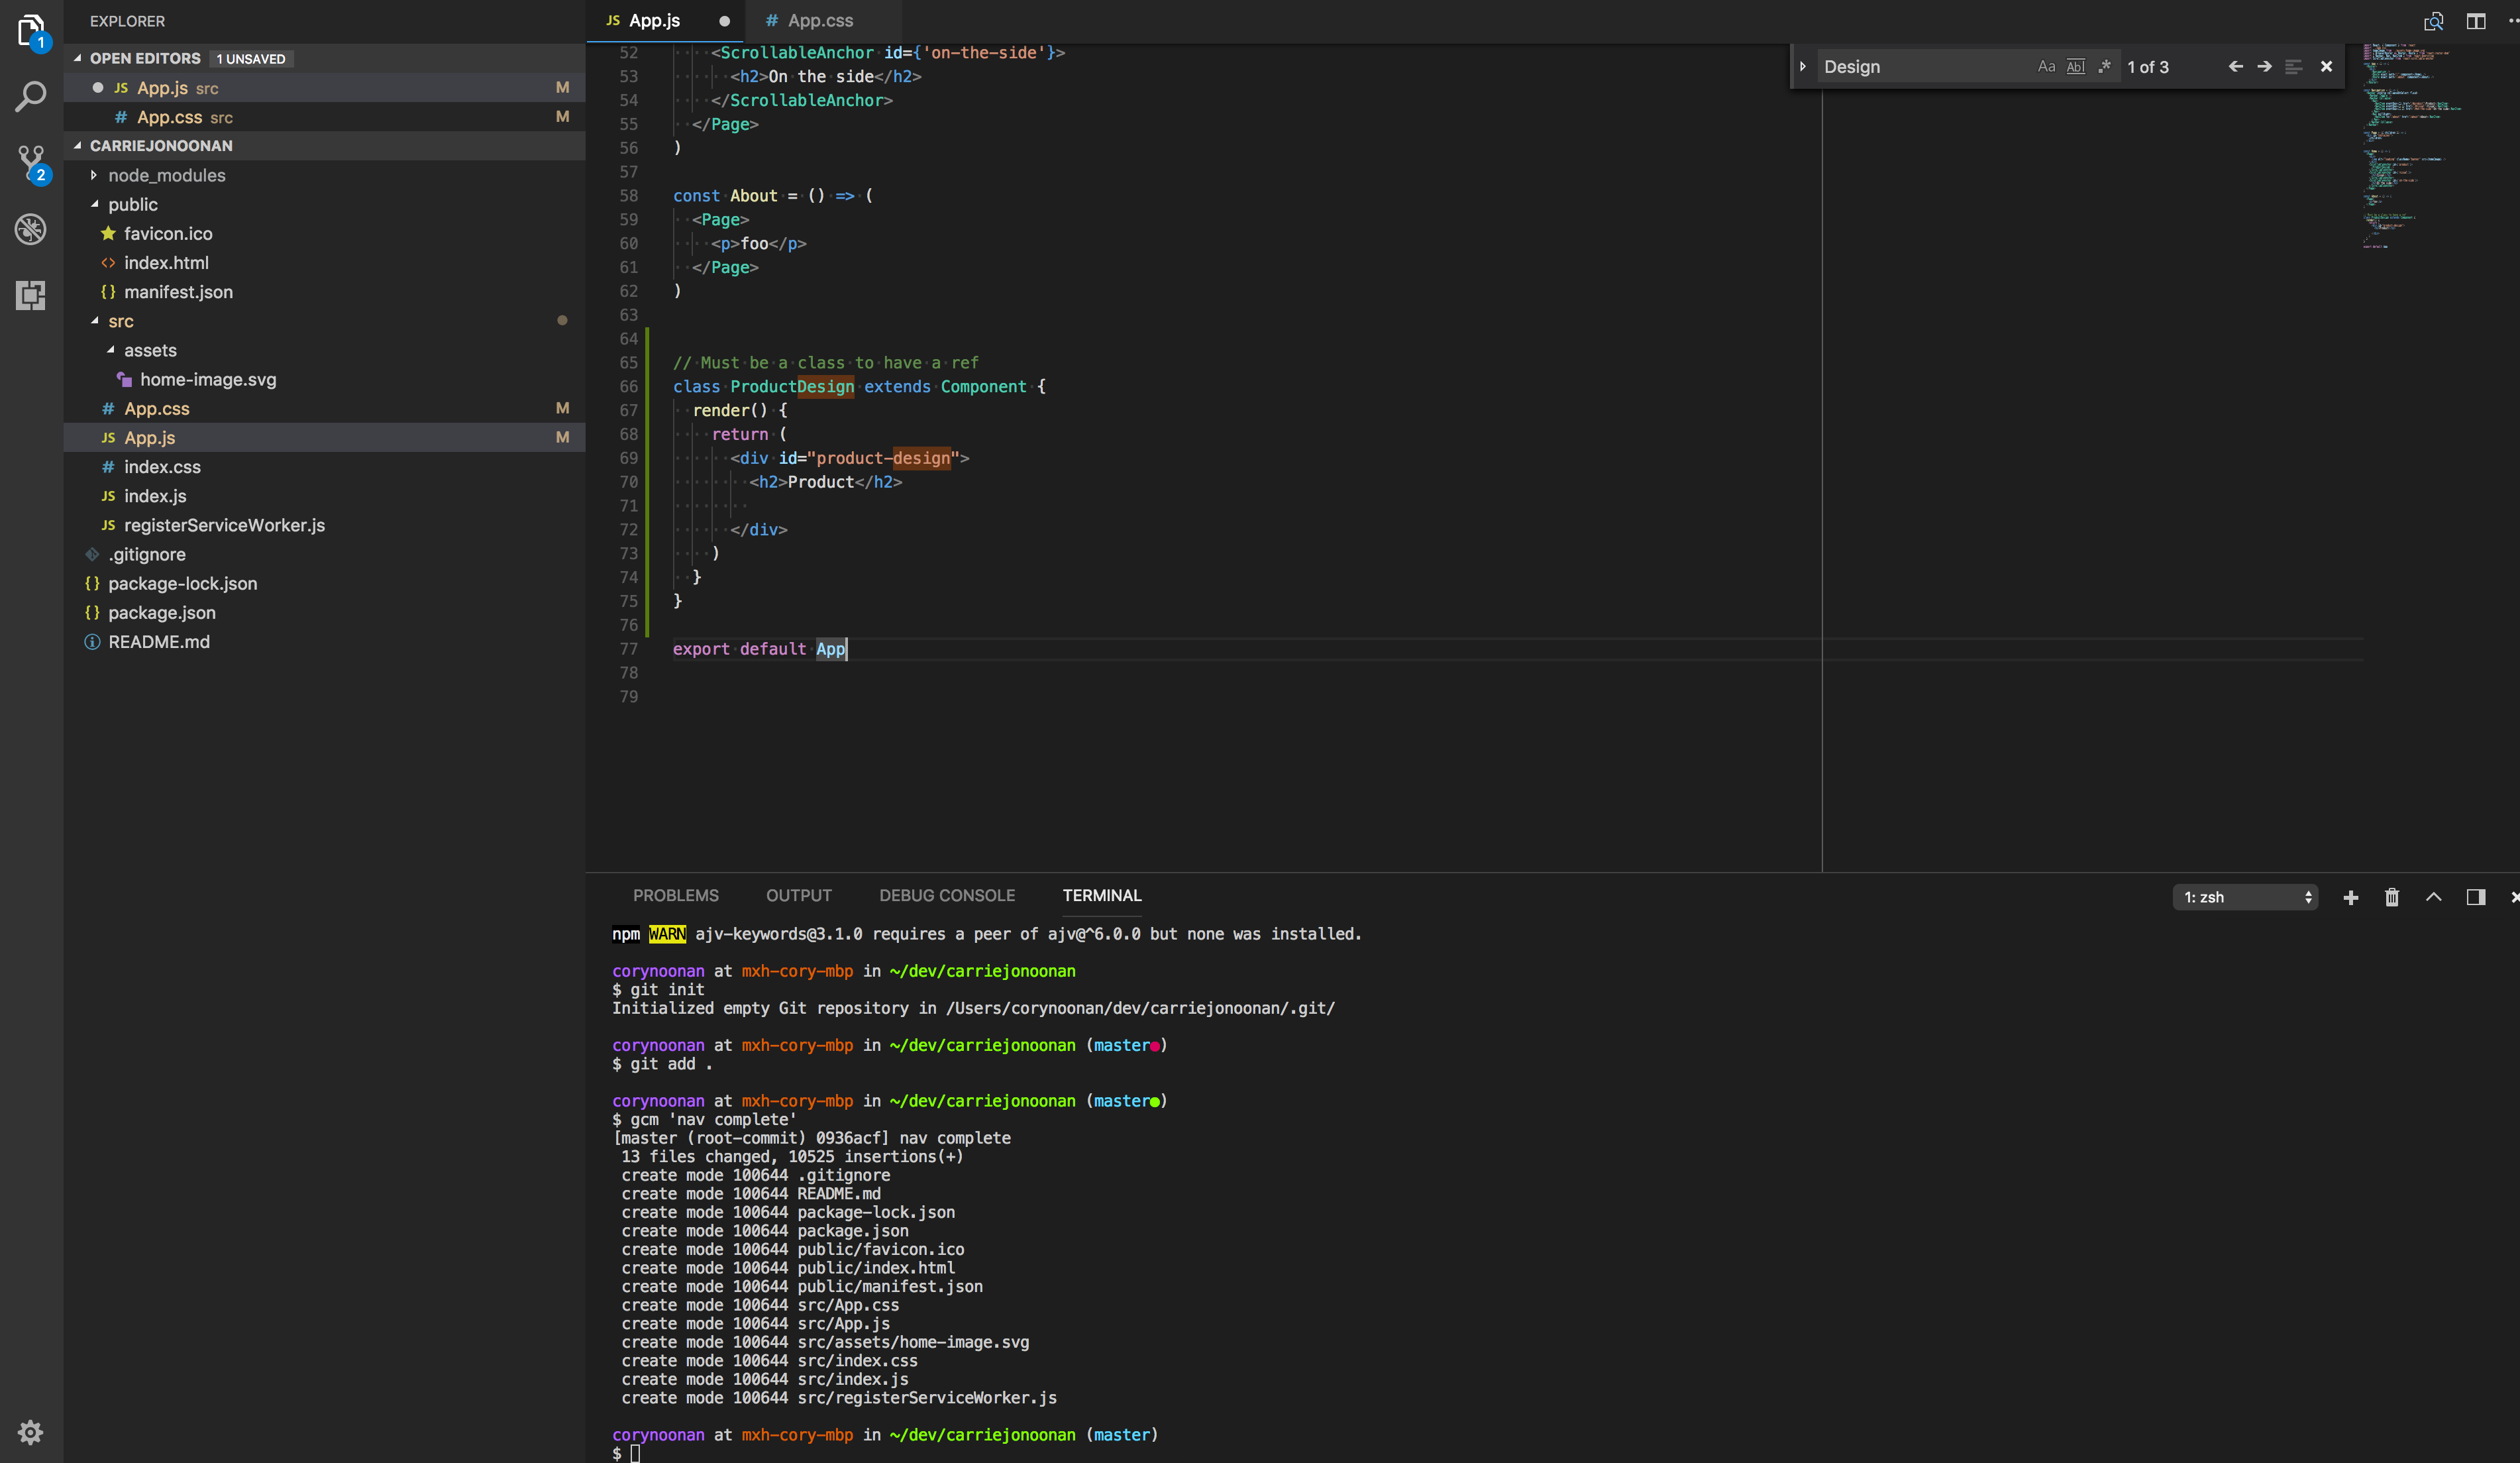 EXPLORER
OPEN EDITORS 1 UNSAVED
JS App.js src M
# App.css src M
CARRIEJONOONAN
node_modules
public
favicon.ico
<> index.html
{} manifest.json
src
assets
home-image.svg
# App.css M
JS App.js M
# index.css
JS index.js
JS registerServiceWorker.js
.gitignore
{} package-lock.json
{} package.json
README.md
1
2
JS App.js
# App.css
Design Aa Abl .* 1 of 3
52 <ScrollableAnchor id={'on-the-side'}>
53 <h2>On the side</h2>
54 </ScrollableAnchor>
55 </Page>
56 )
57
58 const About = () => (
59 <Page>
60 <p>foo</p>
61 </Page>
62 )
63
64
65 // Must be a class to have a ref
66 class ProductDesign extends Component {
67 render() {
68 return (
69 <div id="product-design">
70 <h2>Product</h2>
71
72 </div>
73 )
74 }
75 }
76
77 export default App
78
79
PROBLEMS OUTPUT DEBUG CONSOLE TERMINAL 1: zsh
npm WARN ajv-keywords@3.1.0 requires a peer of ajv@^6.0.0 but none was installed.
corynoonan at mxh-cory-mbp in ~/dev/carriejonoonan
$ git init
Initialized empty Git repository in /Users/corynoonan/dev/carriejonoonan/.git/
corynoonan at mxh-cory-mbp in ~/dev/carriejonoonan (master●)
$ git add .
corynoonan at mxh-cory-mbp in ~/dev/carriejonoonan (master●)
$ gcm 'nav complete'
[master (root-commit) 0936acf] nav complete
13 files changed, 10525 insertions(+)
create mode 100644 .gitignore
create mode 100644 README.md
create mode 100644 package-lock.json
create mode 100644 package.json
create mode 100644 public/favicon.ico
create mode 100644 public/index.html
create mode 100644 public/manifest.json
create mode 100644 src/App.css
create mode 100644 src/App.js
create mode 100644 src/assets/home-image.svg
create mode 100644 src/index.css
create mode 100644 src/index.js
create mode 100644 src/registerServiceWorker.js
corynoonan at mxh-cory-mbp in ~/dev/carriejonoonan (master)
$